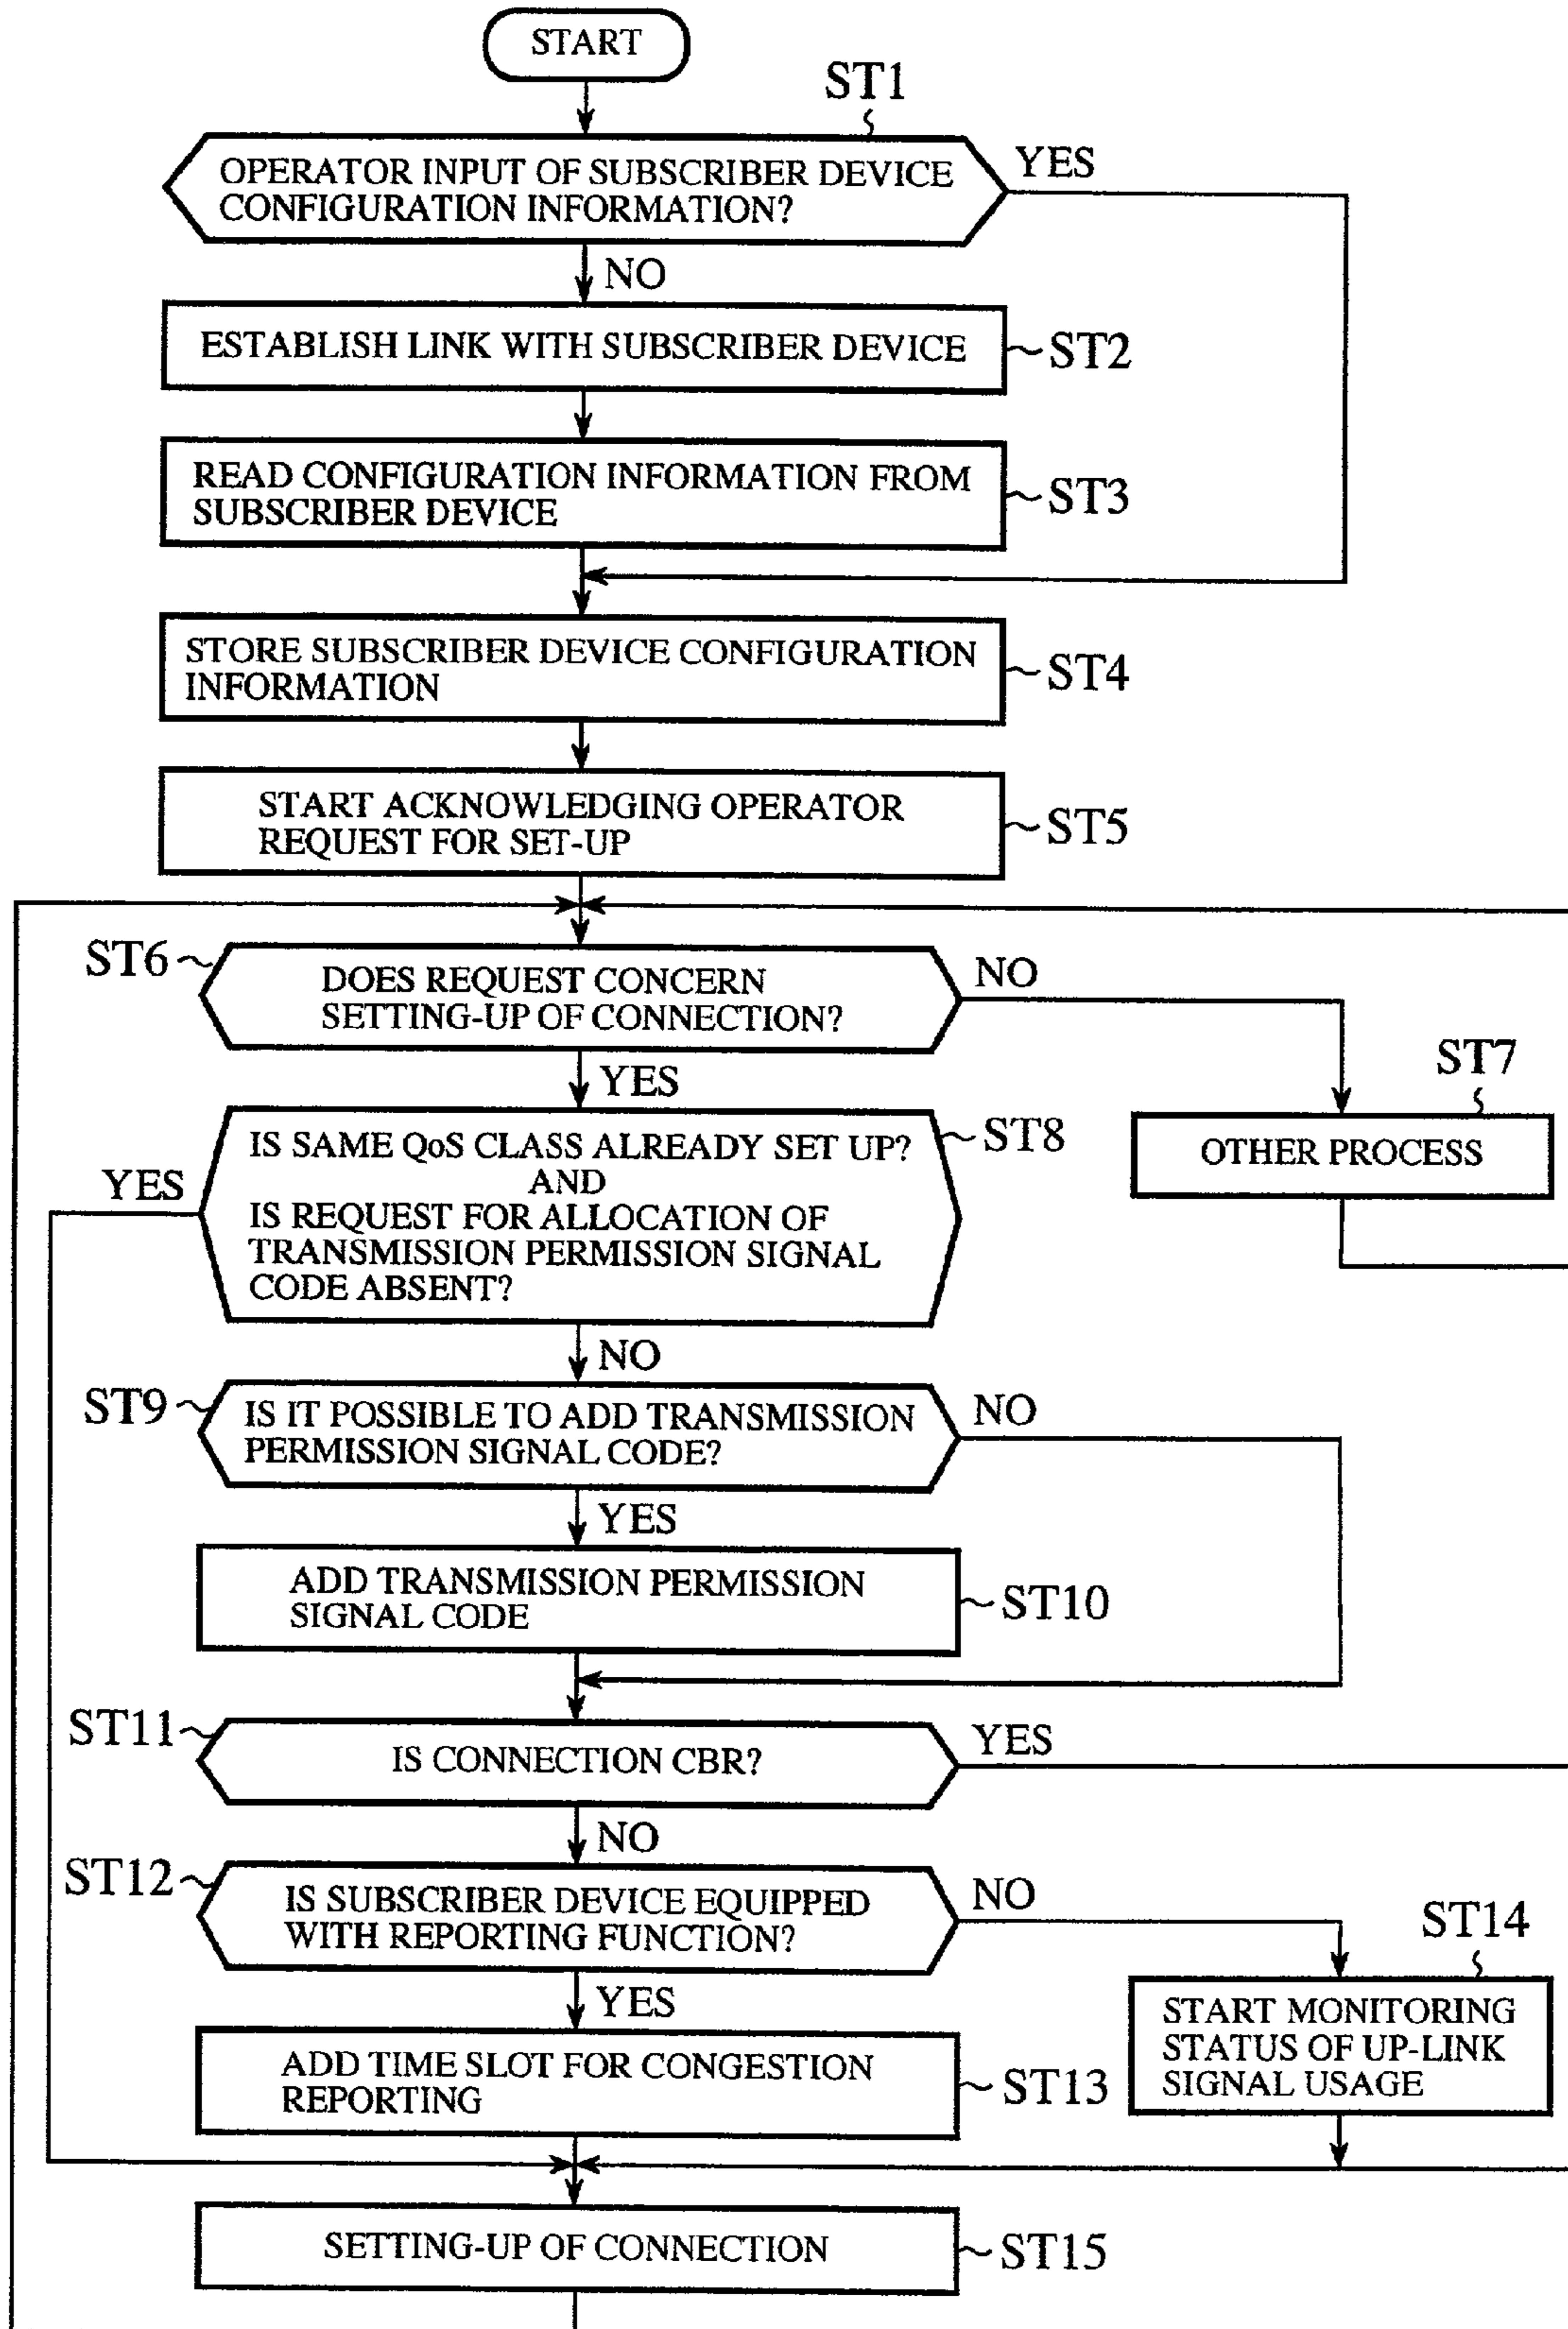 START
ST1
OPERATOR INPUT OF SUBSCRIBER DEVICE
CONFIGURATION INFORMATION?
YES
NO
ESTABLISH LINK WITH SUBSCRIBER DEVICE
ST2
READ CONFIGURATION INFORMATION FROM
SUBSCRIBER DEVICE
ST3
STORE SUBSCRIBER DEVICE CONFIGURATION
INFORMATION
ST4
START ACKNOWLEDGING OPERATOR
REQUEST FOR SET-UP
ST5
ST6
DOES REQUEST CONCERN
SETTING-UP OF CONNECTION?
NO
YES
ST7
OTHER PROCESS
IS SAME QoS CLASS ALREADY SET UP?
AND
IS REQUEST FOR ALLOCATION OF
TRANSMISSION PERMISSION SIGNAL
CODE ABSENT?
ST8
YES
NO
ST9
IS IT POSSIBLE TO ADD TRANSMISSION
PERMISSION SIGNAL CODE?
NO
YES
ADD TRANSMISSION PERMISSION
SIGNAL CODE
ST10
ST11
IS CONNECTION CBR?
YES
NO
ST12
IS SUBSCRIBER DEVICE EQUIPPED
WITH REPORTING FUNCTION?
NO
YES
ST14
START MONITORING
STATUS OF UP-LINK
SIGNAL USAGE
ADD TIME SLOT FOR CONGESTION
REPORTING
ST13
SETTING-UP OF CONNECTION
ST15